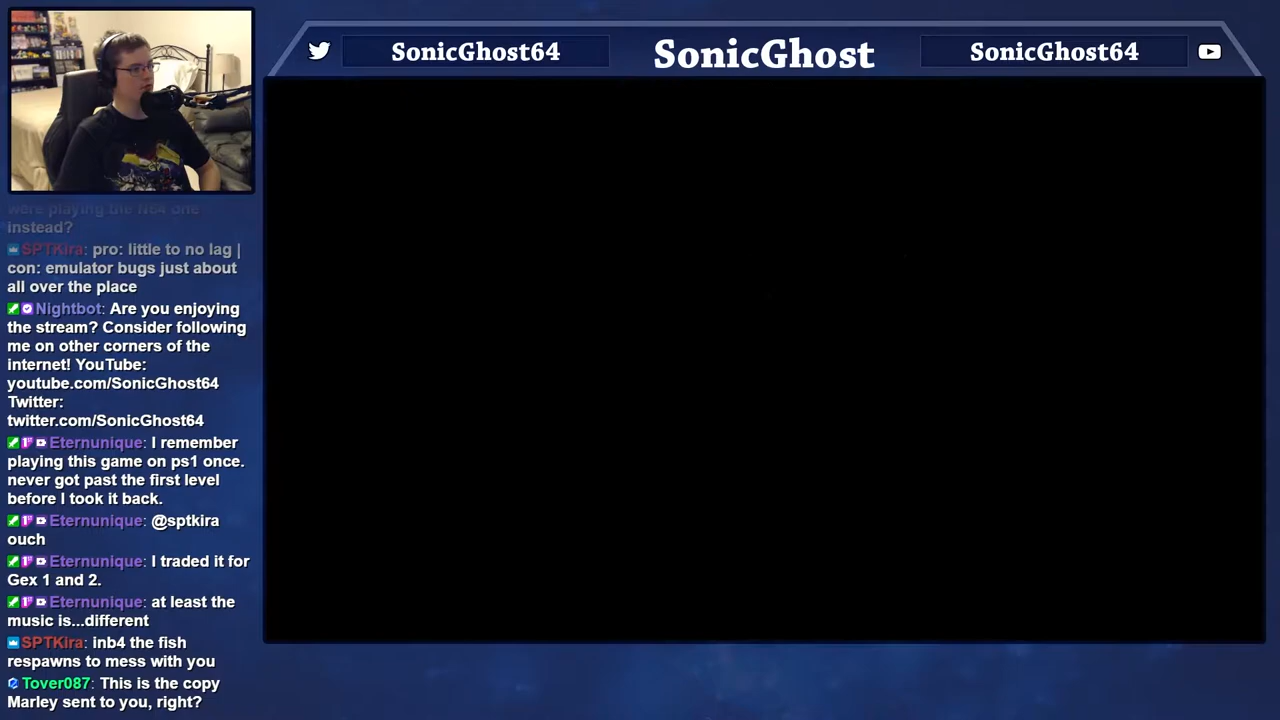 SonicGhost64
SonicGhost
SonicGhost64
were playing the N64 one
instead?
SPTKira: pro: little to no lag |
con: emulator bugs just about
all over the place
Nightbot: Are you enjoying
the stream? Consider following
me on other corners of the
internet! YouTube:
youtube.com/SonicGhost64
Twitter:
twitter.com/SonicGhost64
Eternunique: I remember
playing this game on ps1 once.
never got past the first level
before I took it back.
Eternunique: @sptkira
ouch
Eternunique: I traded it for
Gex 1 and 2.
Eternunique: at least the
music is...different
SPTKira: inb4 the fish
respawns to mess with you
Tover087: This is the copy
Marley sent to you, right?